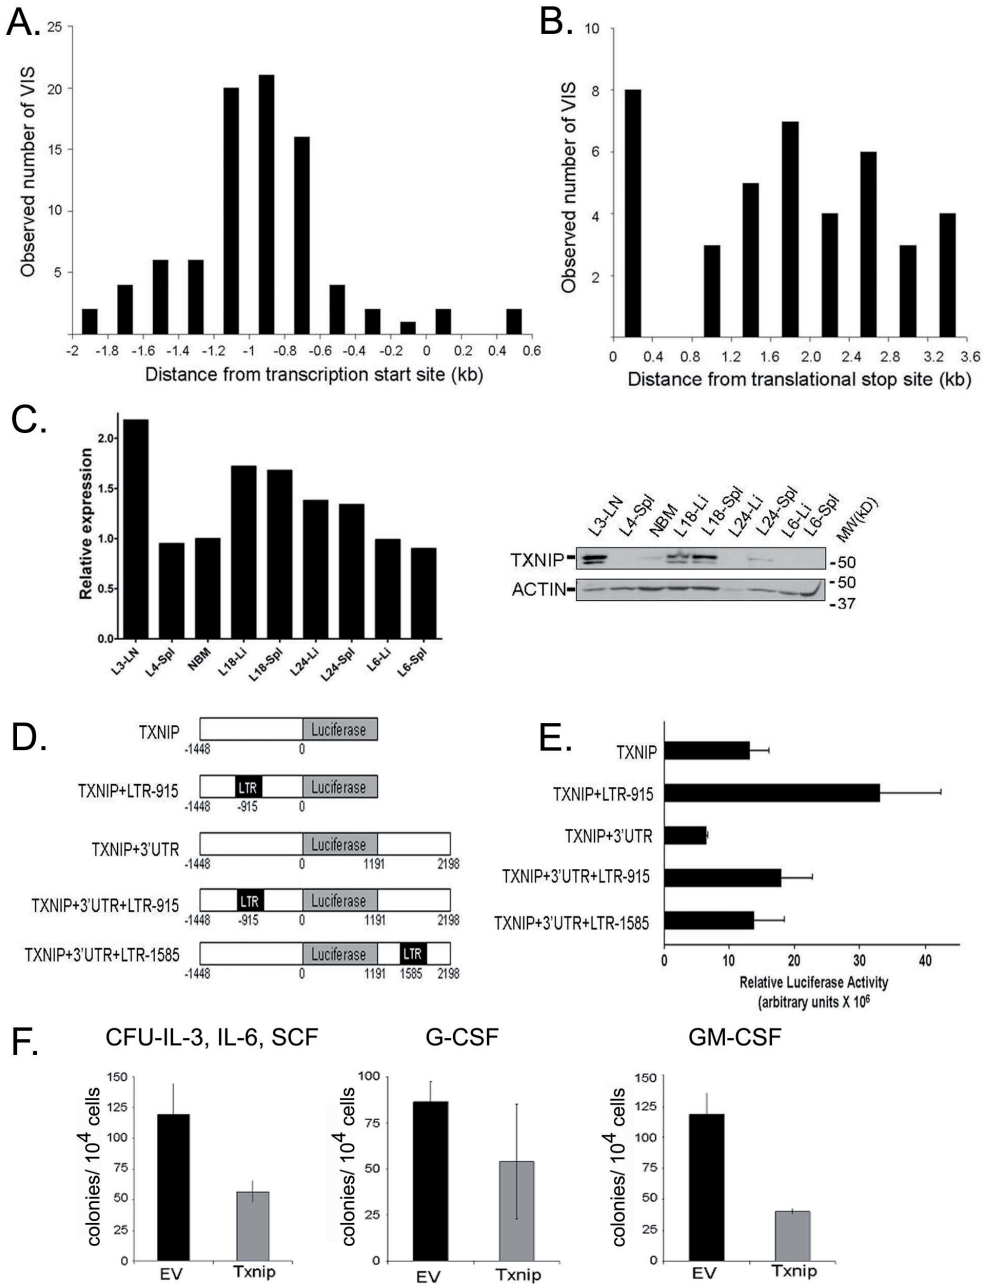 A.
25
20
15
10
5
Observed number of VIS
-2 -1.8 -1.6 -1.4 -1.2 -1 -0.8 -0.6 -0.4 -0.2 0 0.2 0.4 0.6
Distance from transcription start site (kb)
B.
10
8
6
4
2
Observed number of VIS
0 0.4 0.8 1.2 1.6 2.0 2.4 2.8 3.2 3.6
Distance from translational stop site (kb)
C.
2.0
1.5
1.0
0.5
0.0
Relative expression
L3-LN L4-Spl NBM L18-Li L18-Spl L24-Li L24-Spl L6-Li L6-Spl
L3-LN L4-Spl NBM L18-Li L18-Spl L24-Li L24-Spl L6-Li L6-Spl MW(kD)
TXNIP -50
-50
ACTIN
-37
D.
TXNIP Luciferase
-1448 0
TXNIP+LTR-915 LTR Luciferase
-1448 -915 0
TXNIP+3'UTR Luciferase
-1448 0 1191 2198
TXNIP+3'UTR+LTR-915 LTR Luciferase
-1448 -915 0 1191 2198
TXNIP+3'UTR+LTR-1585 Luciferase LTR
-1448 0 1191 1585 2198
E.
TXNIP
TXNIP+LTR-915
TXNIP+3'UTR
TXNIP+3'UTR+LTR-915
TXNIP+3'UTR+LTR-1585
0 10 20 30 40
Relative Luciferase Activity
(arbitrary units X 10⁶
F.
CFU-IL-3, IL-6, SCF
150
125
100
75
50
25
0
colonies/ 10⁴ cells
EV Txnip
G-CSF
100
75
50
25
0
colonies/ 10⁴ cells
EV Txnip
GM-CSF
150
125
100
75
50
25
0
colonies/ 10⁴ cells
EV Txnip